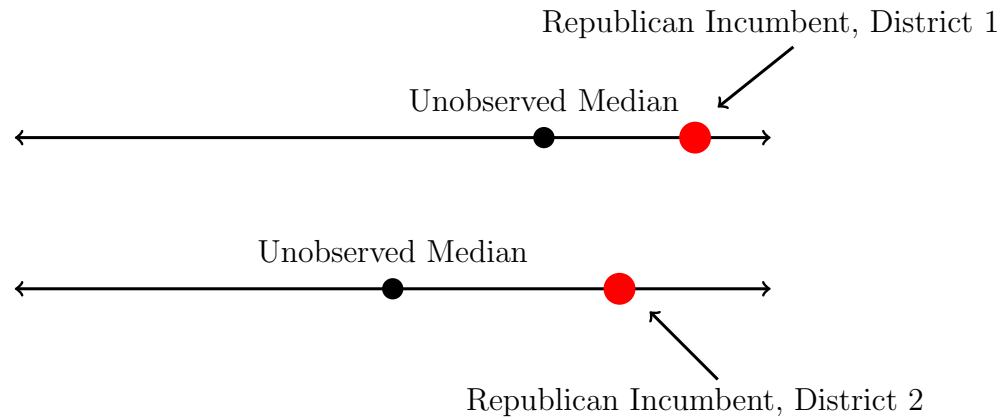 Republican Incumbent, District 1
Unobserved Median
Unobserved Median
Republican Incumbent, District 2